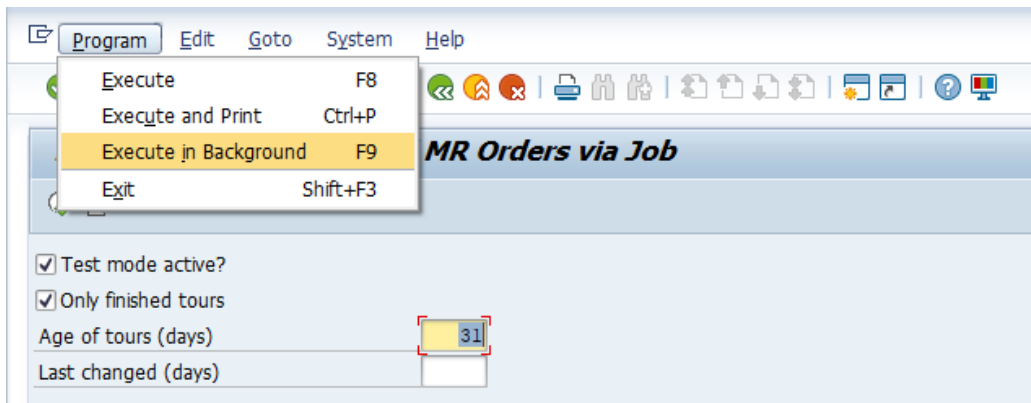 Program Edit Goto System Help
Execute F8
Execute and Print Ctrl+P
Execute in Background F9
Exit Shift+F3
MR Orders via Job
Test mode active?
Only finished tours
Age of tours (days) 31
Last changed (days)